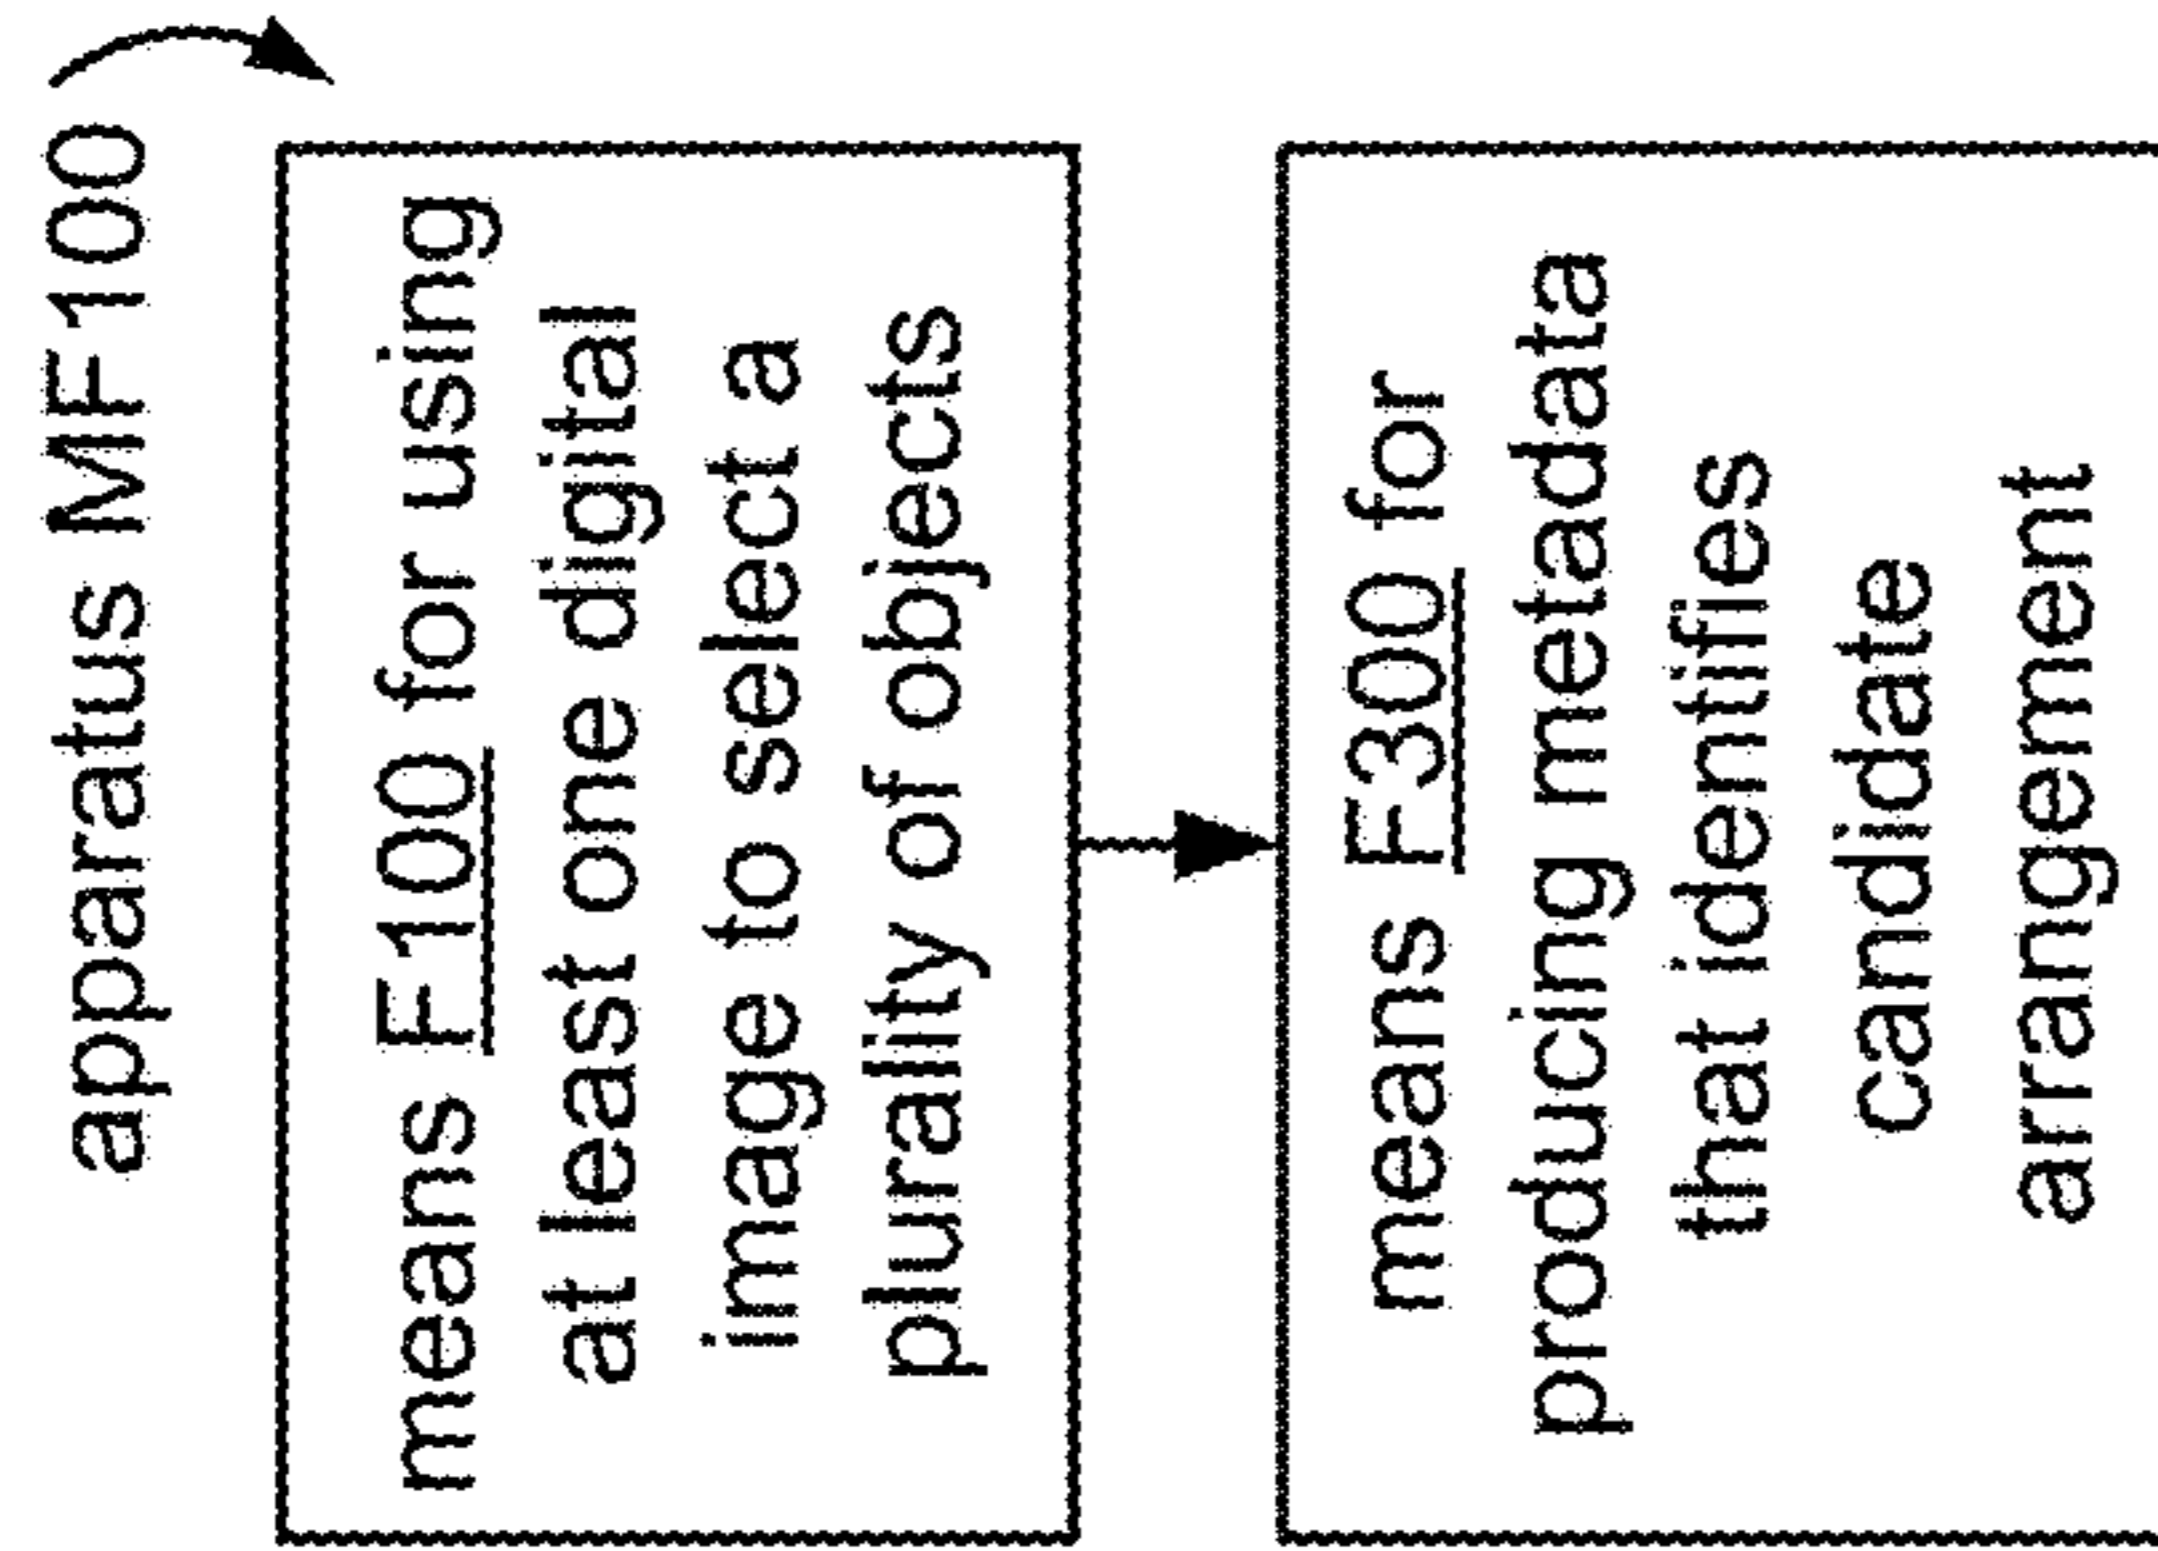 apparatus MF100
means F100 for using
at least one digital
image to select a
plurality of objects
means F300 for
producing metadata
that identifies
candidate
arrangement